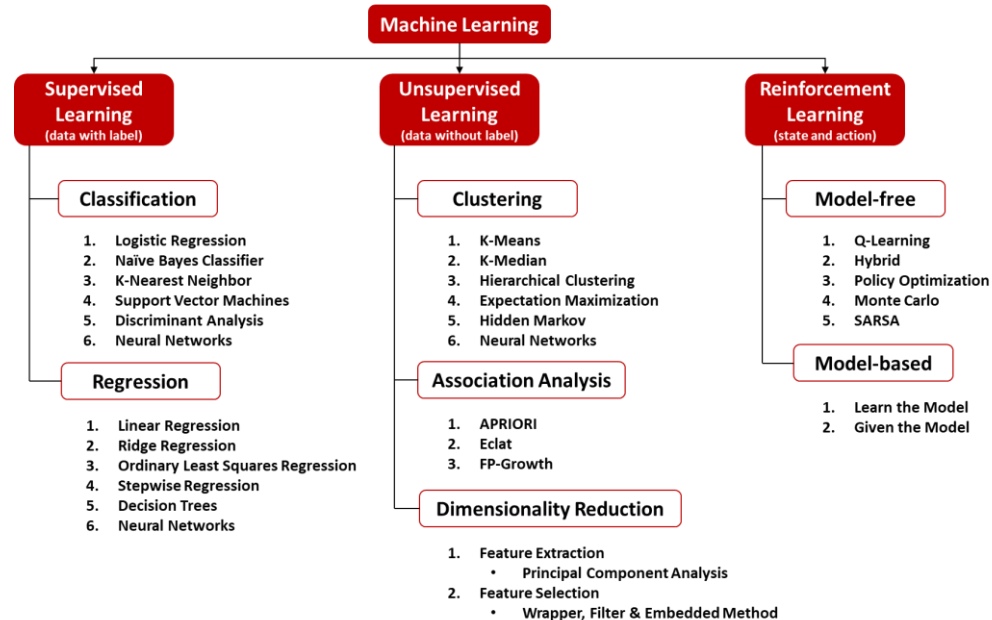 Machine Learning
Supervised
Learning
(data with label)
Classification
1. Logistic Regression
2. Naïve Bayes Classifier
3. K-Nearest Neighbor
4. Support Vector Machines
5. Discriminant Analysis
6. Neural Networks
Regression
1. Linear Regression
2. Ridge Regression
3. Ordinary Least Squares Regression
4. Stepwise Regression
5. Decision Trees
6. Neural Networks
Unsupervised
Learning
(data without label)
Clustering
1. K-Means
2. K-Median
3. Hierarchical Clustering
4. Expectation Maximization
5. Hidden Markov
6. Neural Networks
Association Analysis
1. APRIORI
2. Eclat
3. FP-Growth
Dimensionality Reduction
1. Feature Extraction
• Principal Component Analysis
2. Feature Selection
• Wrapper, Filter & Embedded Method
Reinforcement
Learning
(state and action)
Model-free
1. Q-Learning
2. Hybrid
3. Policy Optimization
4. Monte Carlo
5. SARSA
Model-based
1. Learn the Model
2. Given the Model